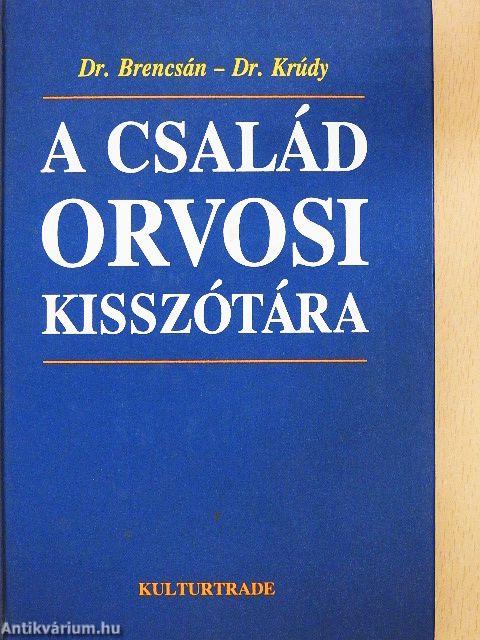 Dr. Brencsán – Dr. Krúdy
A CSALÁD
ORVOSI
KISSZÓTÁRA
KULTURTRADE
Antikvárium.hu